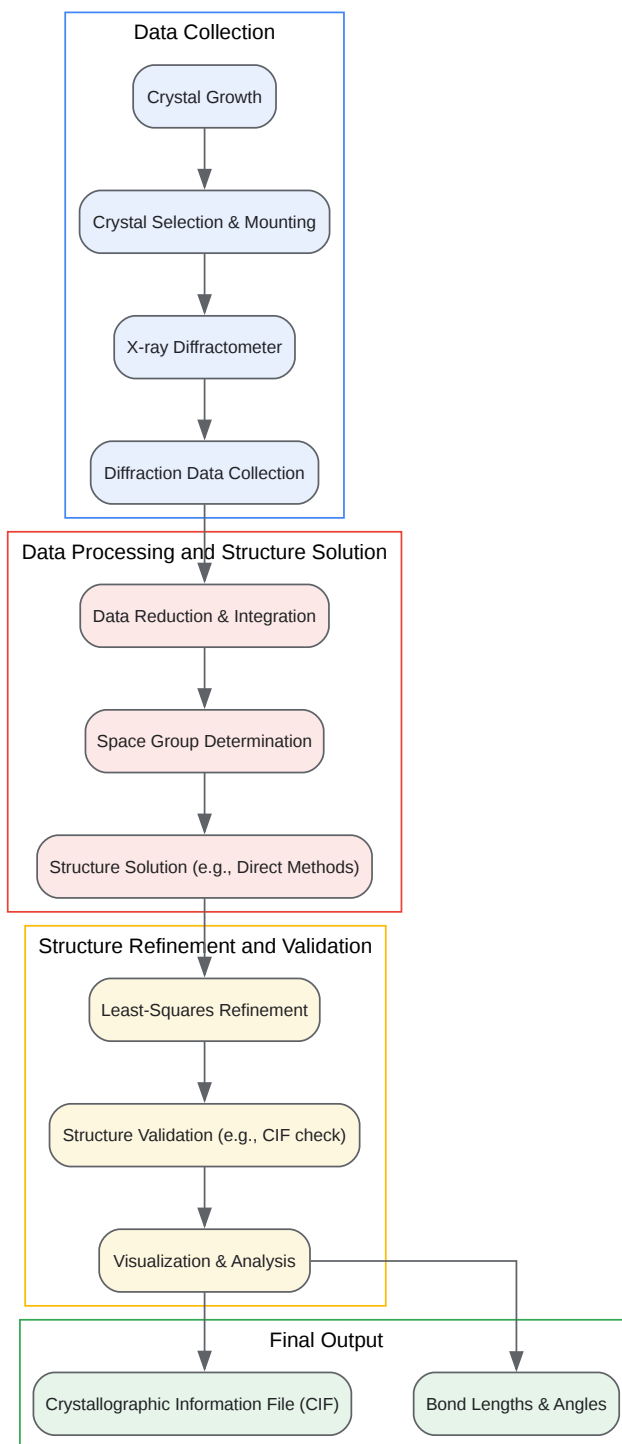 Data Collection
Crystal Growth
Crystal Selection & Mounting
X-ray Diffractometer
Diffraction Data Collection
Data Processing and Structure Solution
Data Reduction & Integration
Space Group Determination
Structure Solution (e.g., Direct Methods)
Structure Refinement and Validation
Least-Squares Refinement
Structure Validation (e.g., CIF check)
Visualization & Analysis
Final Output
Crystallographic Information File (CIF)
Bond Lengths & Angles